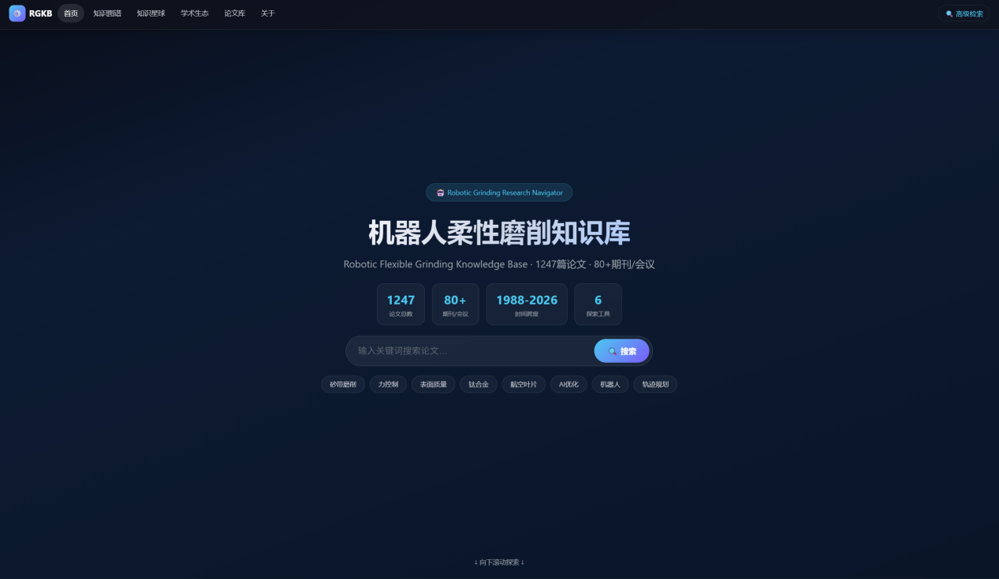 RGKB 首页 知识图谱 知识星球 学术生态 论文库 关于 高级检索
Robotic Grinding Research Navigator
机器人柔性磨削知识库
Robotic Flexible Grinding Knowledge Base · 1247篇论文 · 80+期刊/会议
1247 80+ 1988-2026 6
论文总数 期刊/会议 时间跨度 探索工具
输入关键词搜索论文... 搜索
砂带磨削 力控制 表面质量 钛合金 航空叶片 AI优化 机器人 轨迹规划
↓ 向下滚动探索 ↓